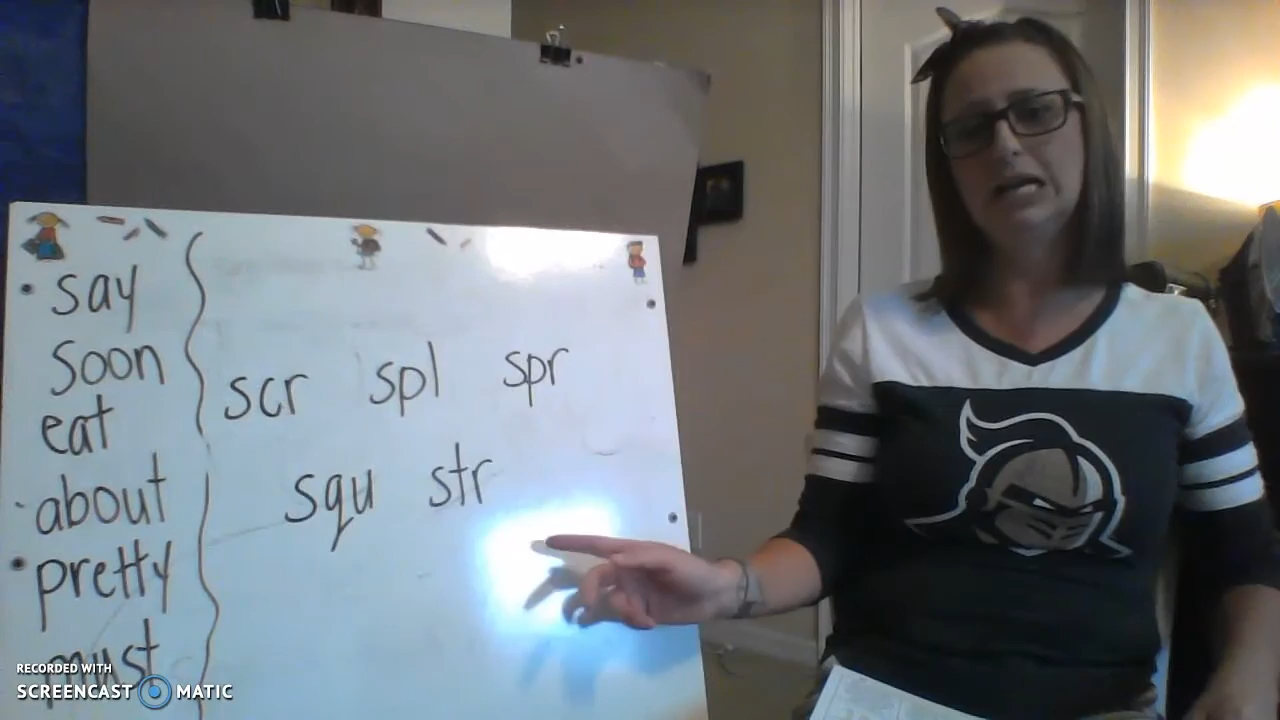 say
soon
eat
about
pretty
must
scr spl spr
squ str
RECORDED WITH
SCREENCAST MATIC